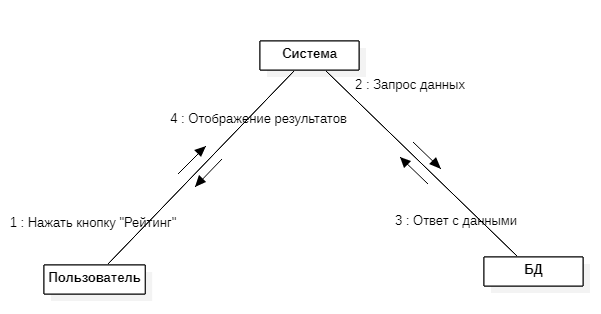 Система
2 : Запрос данных
4 : Отображение результатов
1 : Нажать кнопку "Рейтинг"
3 : Ответ с данными
Пользователь
БД